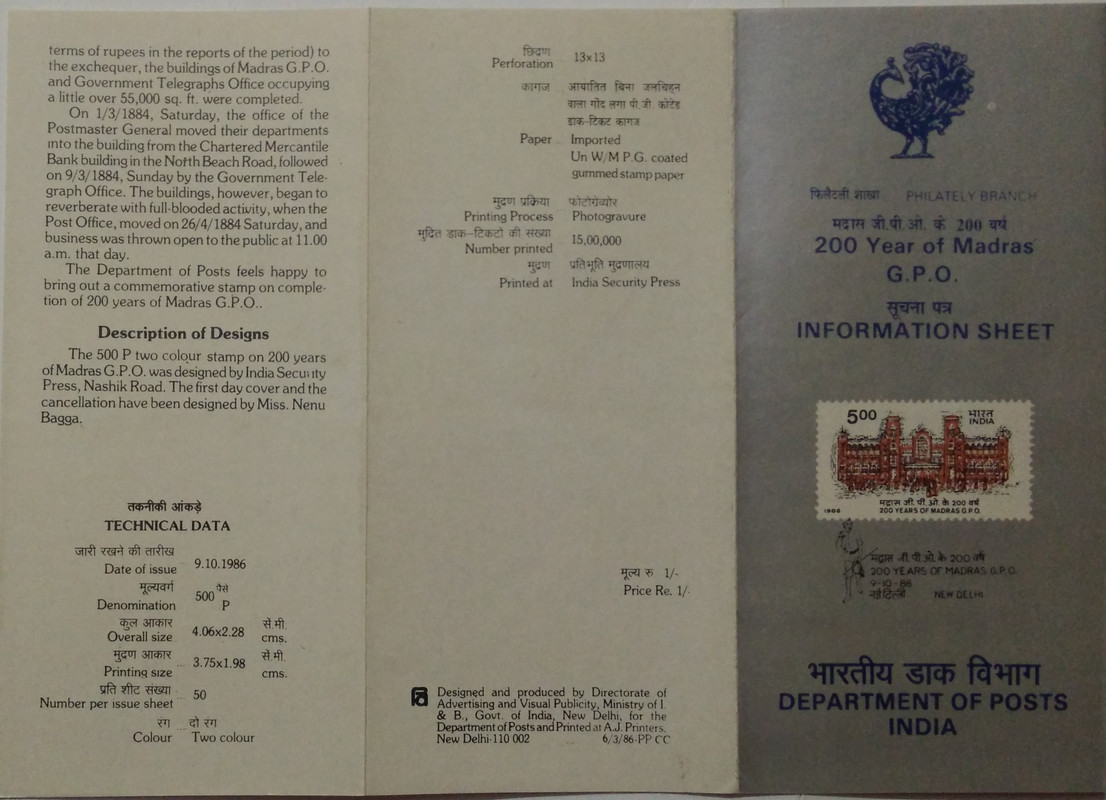 terms of rupees in the reports of the period) to
the exchequer, the buildings of Madras G.P.O.
and Government Telegraphs Office occupying
a little over 55,000 sq. ft. were completed.
On 1/3/1884, Saturday, the office of the
Postmaster General moved their departments
into the building from the Chartered Mercantile
Bank building in the North Beach Road, followed
on 9/3/1884, Sunday by the Government Tele-
graph Office. The buildings, however, began to
reverberate with full-blooded activity, when the
Post Office, moved on 26/4/1884 Saturday, and
business was thrown open to the public at 11.00
a.m. that day.
The Department of Posts feels happy to
bring out a commemorative stamp on comple-
tion of 200 years of Madras G.P.O..
Description of Designs
The 500 P two colour stamp on 200 years
of Madras G.P.O. was designed by India Security
Press, Nashik Road. The first day cover and the
cancellation have been designed by Miss. Nenu
Bagga.
तकनीकी आंकड़े
TECHNICAL DATA
जारी रखने की तारीख
Date of issue 9.10.1986
मूल्यवर्ग पैसे
Denomination 500 P
कुल आकार से.मी.
Overall size 4.06x2.28 cms.
मुद्रण आकार से.मी.
Printing size 3.75x1.98 cms.
प्रति शीट संख्या
Number per issue sheet 50
रंग दो रंग
Colour Two colour
छिद्रण
Perforation 13x13
कागज आयातित बिना जलचिहन
वाला गोंद लगा पी.जी. कोटेड
डाक-टिकट कागज
Paper Imported
Un W/M P.G. coated
gummed stamp paper
मुद्रण प्रक्रिया फोटोग्रेव्योर
Printing Process Photogravure
मुद्रित डाक-टिकटों की संख्या
Number printed 15,00,000
मुद्रण प्रतिभूति मुद्रणालय
Printed at India Security Press
मूल्य रु 1/-
Price Re. 1/-
Designed and produced by Directorate of
Advertising and Visual Publicity, Ministry of I.
& B., Govt. of India, New Delhi, for the
Department of Posts and Printed at A.J. Printers.
New Delhi-110 002 6/3/86-PP CC
फिलैटली शाखा PHILATELY BRANCH
मद्रास जी.पी.ओ. के 200 वर्ष
200 Year of Madras
G.P.O.
सूचना पत्र
INFORMATION SHEET
500 भारत
INDIA
मद्रास जी. पी. ओ. के 200 वर्ष
1986 200 YEARS OF MADRAS G.P.O.
मद्रास जी. पी. ओ. के 200 वर्ष
200 YEARS OF MADRAS G.P.O.
9-10-86
नई दिल्ली NEW DELHI
भारतीय डाक विभाग
DEPARTMENT OF POSTS
INDIA